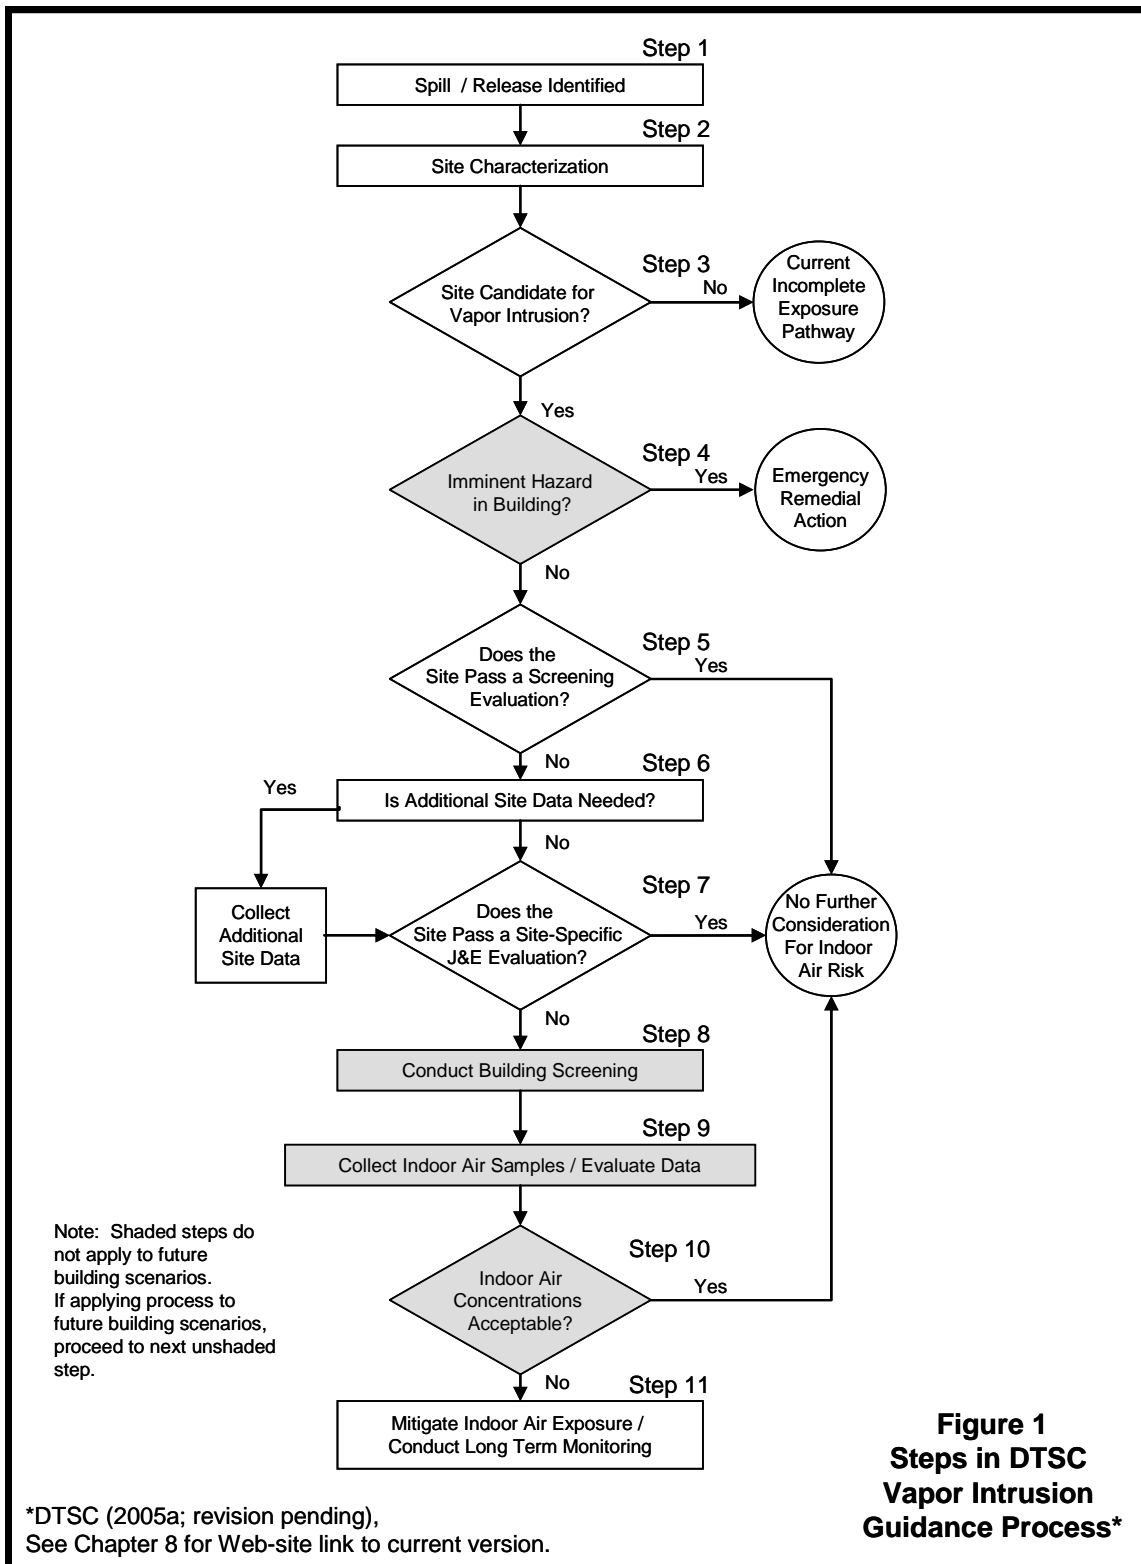 Step 1
Spill / Release Identified
Step 2
Site Characterization
Step 3
Site Candidate for
Vapor Intrusion?
No
Current
Incomplete
Exposure
Pathway
Yes
Step 4
Imminent Hazard
in Building?
Yes
Emergency
Remedial
Action
No
Step 5
Does the
Site Pass a Screening
Evaluation?
Yes
No
Step 6
Yes
Is Additional Site Data Needed?
No
Collect
Additional
Site Data
Step 7
Does the
Site Pass a Site-Specific
J&E Evaluation?
Yes
No Further
Consideration
For Indoor
Air Risk
No
Step 8
Conduct Building Screening
Step 9
Collect Indoor Air Samples / Evaluate Data
Note: Shaded steps do
not apply to future
building scenarios.
If applying process to
future building scenarios,
proceed to next unshaded
step.
Step 10
Indoor Air
Concentrations
Acceptable?
Yes
No
Step 11
Mitigate Indoor Air Exposure /
Conduct Long Term Monitoring
Figure 1
Steps in DTSC
Vapor Intrusion
Guidance Process*
*DTSC (2005a; revision pending),
See Chapter 8 for Web-site link to current version.